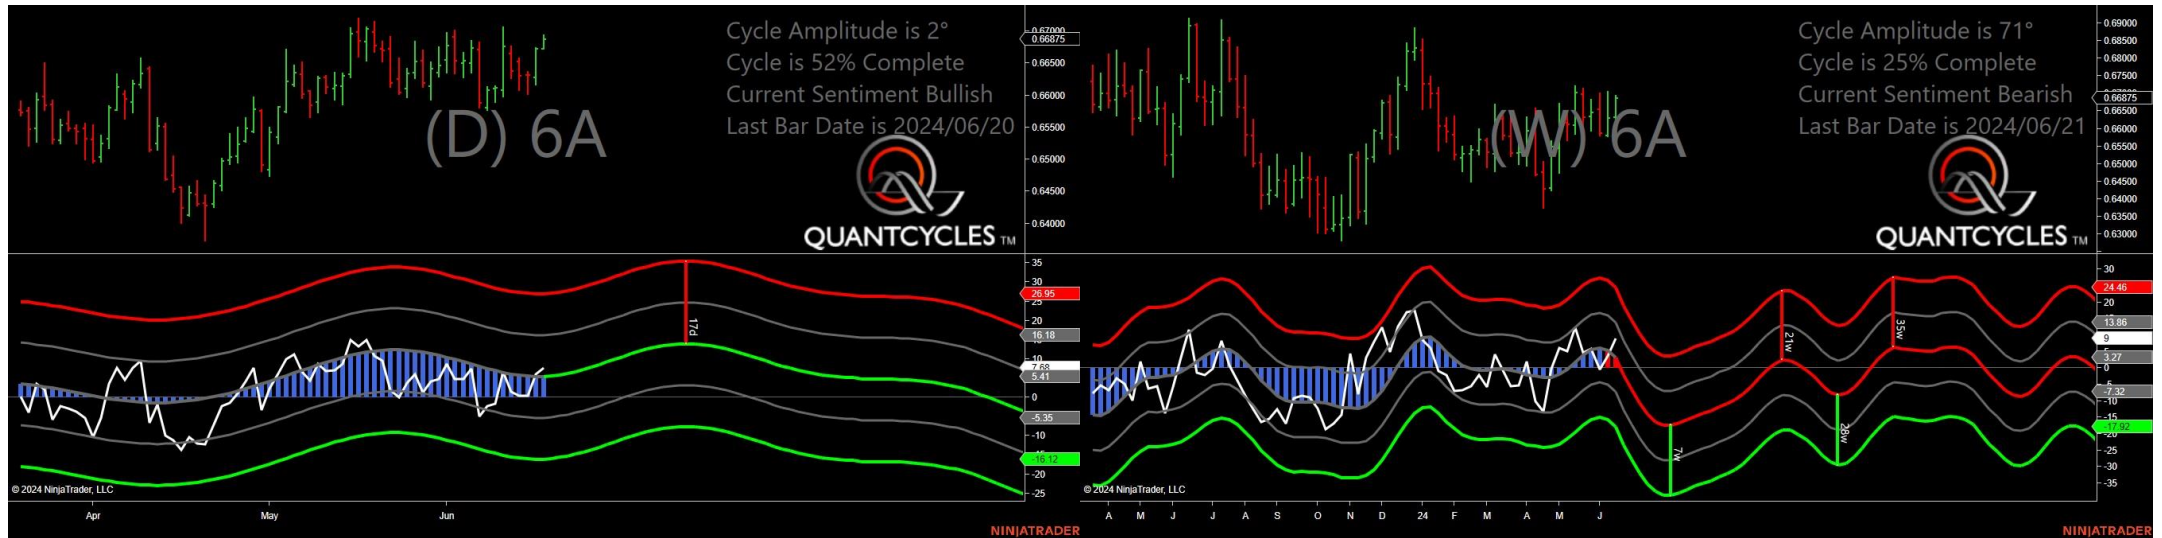 Cycle Amplitude is 2°
Cycle is 52% Complete
Current Sentiment Bullish
Last Bar Date is 2024/06/20
(D) 6A
QUANTCYCLES TM
0.67000
0.66875
0.66500
0.66000
0.65500
0.65000
0.64500
0.64000
35
30
26.95
25
20
16.18
10
7.68
5.41
0
-5.35
-10
-16.12
-20
-25
17d
© 2024 NinjaTrader, LLC
Apr
May
Jun
NINJATRADER
Cycle Amplitude is 71°
Cycle is 25% Complete
Current Sentiment Bearish
Last Bar Date is 2024/06/21
(W) 6A
QUANTCYCLES TM
0.69000
0.68500
0.68000
0.67500
0.66875
0.66500
0.66000
0.65500
0.65000
0.64500
0.64000
0.63500
0.63000
30
24.46
20
13.86
9
3.27
0
-5
-7.32
-10
-15
-17.92
-20
-25
-30
-35
7w
21w
28w
35w
© 2024 NinjaTrader, LLC
A
M
J
J
A
S
O
N
D
24
F
M
A
M
J
NINJATRADER